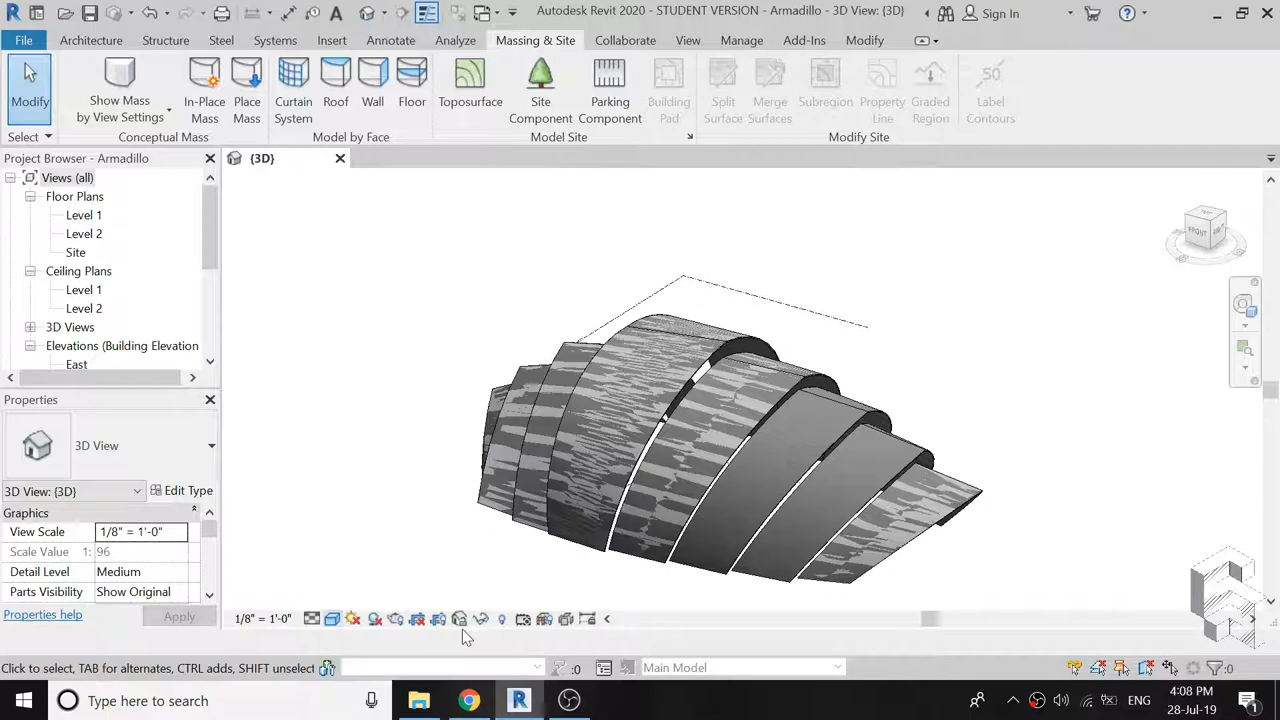 Autodesk Revit 2020 - STUDENT VERSION - Armadillo - 3D View: {3D}
Sign In
File Architecture Structure Steel Systems Insert Annotate Analyze Massing & Site Collaborate View Manage Add-Ins Modify
Modify
Show Mass
by View Settings
In-Place
Mass
Place
Mass
Curtain
System
Roof
Wall
Floor
Toposurface
Site
Component
Parking
Component
Building
Pad
Split
Surface
Merge
Surfaces
Subregion
Property
Line
Graded
Region
50
Label
Contours
Select
Conceptual Mass
Model by Face
Model Site
Modify Site
Project Browser - Armadillo
{3D}
Views (all)
Floor Plans
Level 1
Level 2
Site
Ceiling Plans
Level 1
Level 2
3D Views
Elevations (Building Elevation
East
FRONT
Properties
3D View
3D View: {3D}
Edit Type
Graphics
View Scale 1/8" = 1'-0"
Scale Value 1: 96
Detail Level Medium
Parts Visibility Show Original
Properties help
Apply
1/8" = 1'-0"
Click to select, TAB for alternates, CTRL adds, SHIFT unselect
:0
Main Model
:0
Type here to search
ENG
4:08 PM
28-Jul-19
1